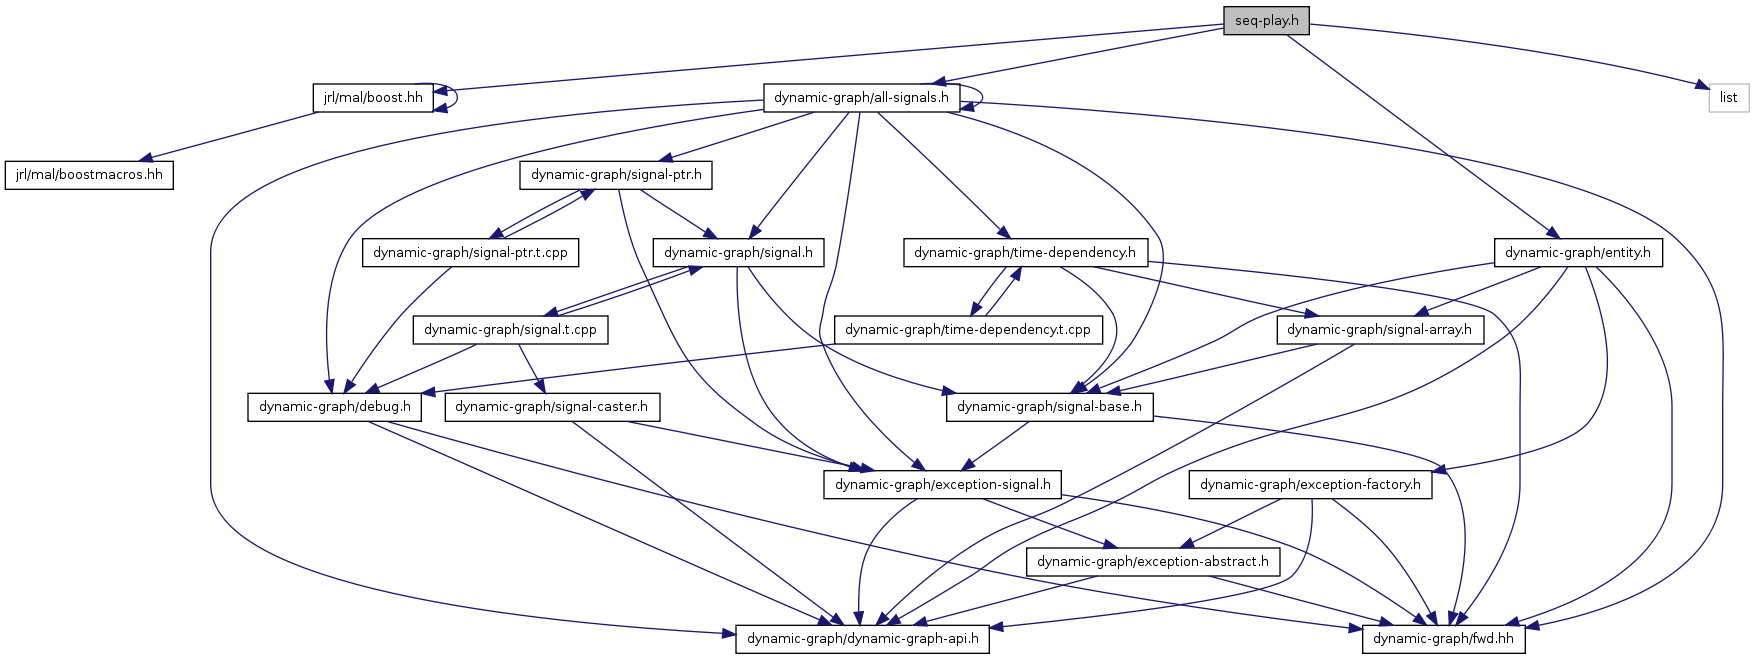 seq-play.h
jrl/mal/boost.hh
dynamic-graph/all-signals.h
list
jrl/mal/boostmacros.hh
dynamic-graph/signal-ptr.h
dynamic-graph/signal-ptr.t.cpp
dynamic-graph/signal.h
dynamic-graph/time-dependency.h
dynamic-graph/entity.h
dynamic-graph/signal.t.cpp
dynamic-graph/time-dependency.t.cpp
dynamic-graph/signal-array.h
dynamic-graph/debug.h
dynamic-graph/signal-caster.h
dynamic-graph/signal-base.h
dynamic-graph/exception-signal.h
dynamic-graph/exception-factory.h
dynamic-graph/exception-abstract.h
dynamic-graph/dynamic-graph-api.h
dynamic-graph/fwd.hh